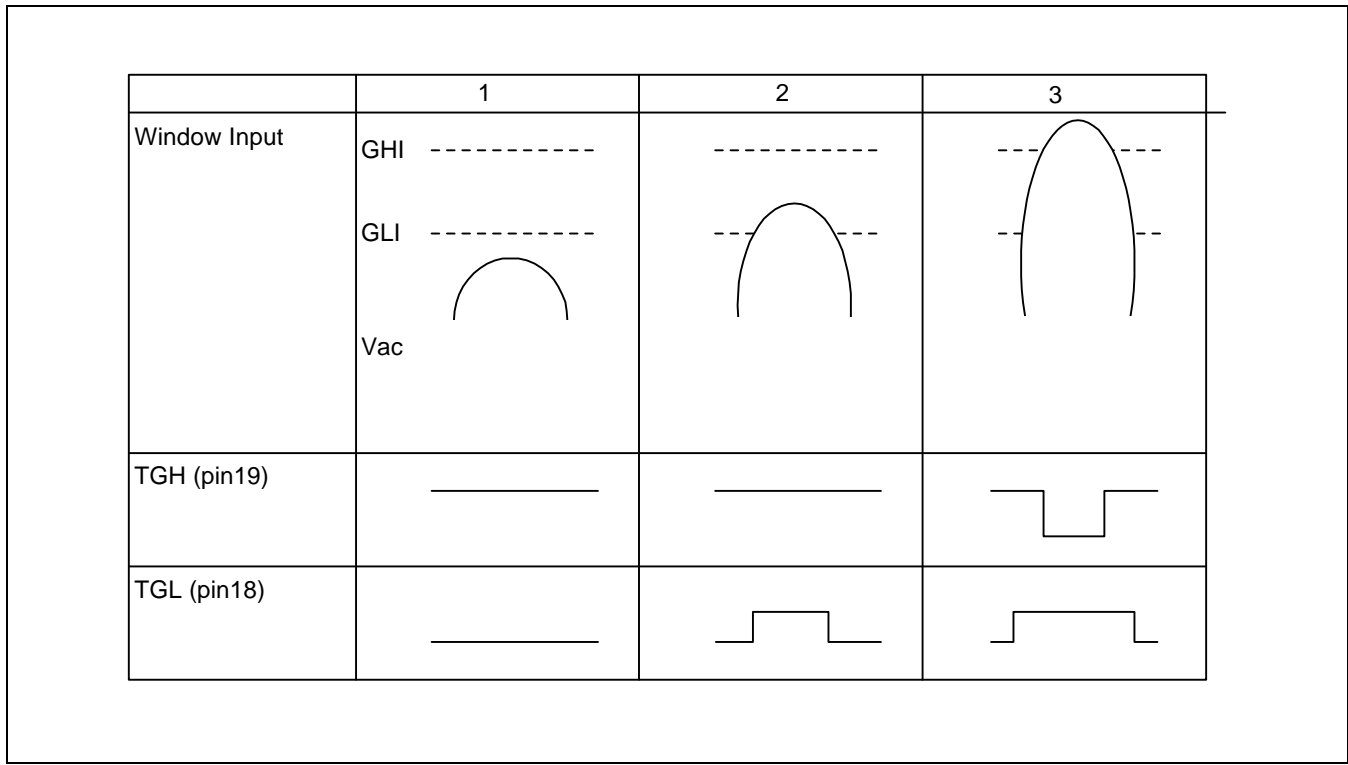 1 2 3
Window Input
GHI
GLI
Vac
TGH (pin19)
TGL (pin18)